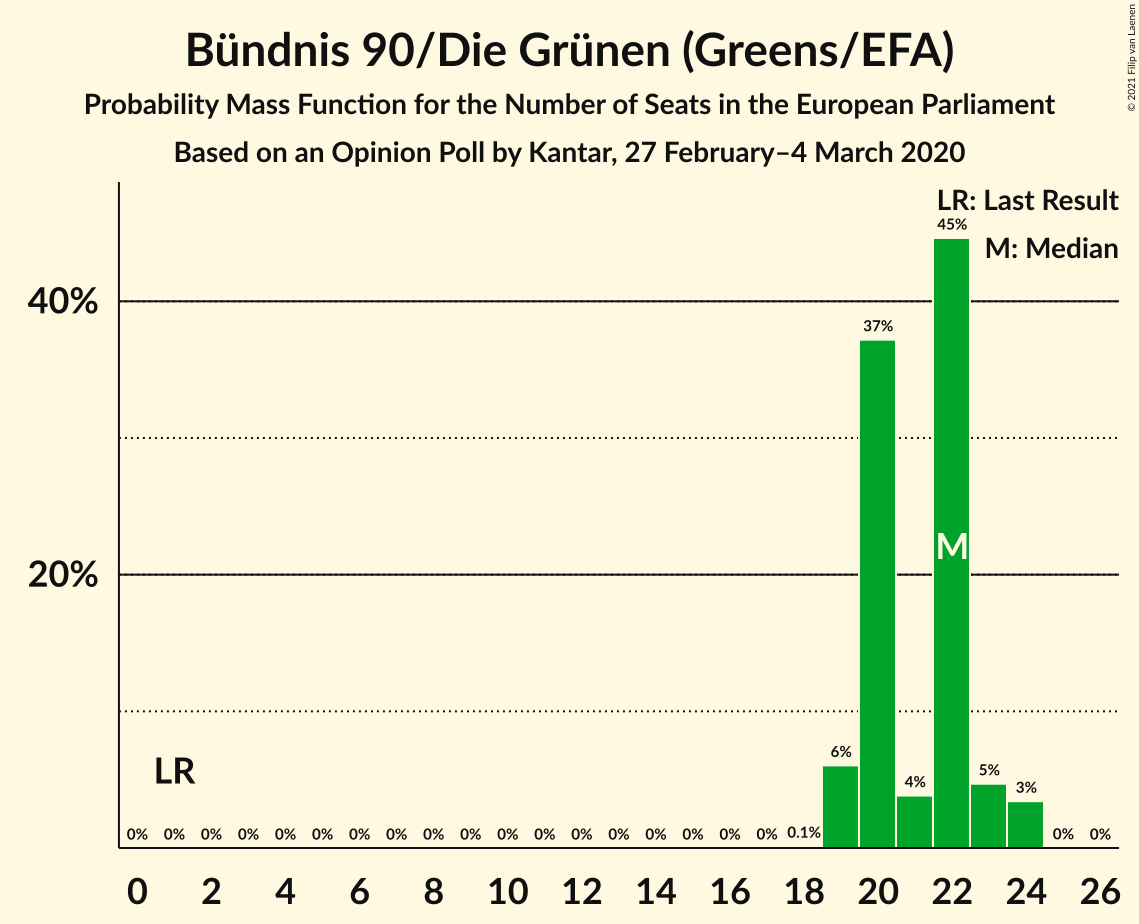 Bündnis 90/Die Grünen (Greens/EFA)
Probability Mass Function for the Number of Seats in the European Parliament
Based on an Opinion Poll by Kantar, 27 February–4 March 2020
© 2021 Filip van Laenen
LR: Last Result
M: Median
45%
40%
37%
M
20%
LR
6%
4%
5%
3%
0% 0% 0% 0% 0% 0% 0% 0% 0% 0% 0% 0% 0% 0% 0% 0% 0% 0% 0.1% 0% 0%
0 2 4 6 8 10 12 14 16 18 20 22 24 26